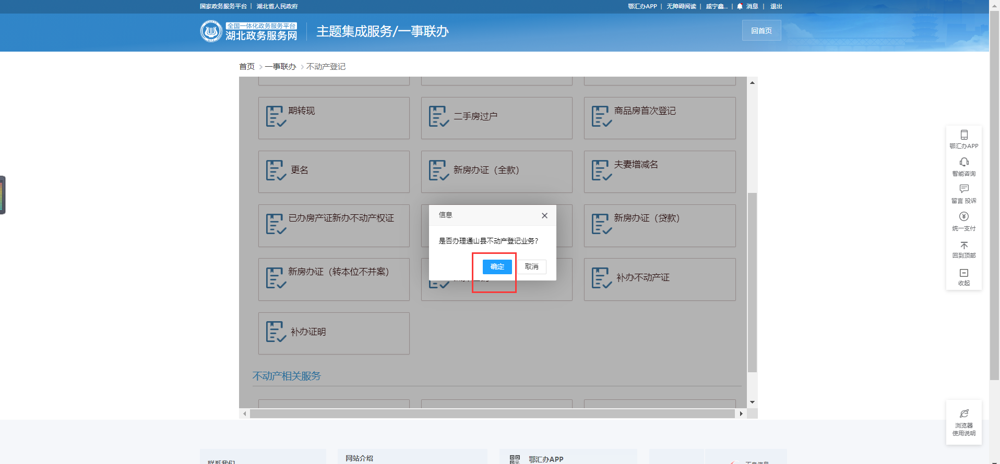 国家政务服务平台 | 湖北省人民政府
鄂汇办APP | 无障碍阅读 | 咸宁鑫... | 消息 | 退出
全国一体化政务服务平台
湖北政务服务网
主题集成服务/一事联办
回首页
首页 > 一事联办 > 不动产登记
期转现
二手房过户
商品房首次登记
更名
新房办证（全款）
夫妻增减名
已办房产证新办不动产权证
新房办证（贷款）
信息
是否办理通山县不动产登记业务？
确定
取消
新房办证（转本位不并案）
补办不动产证
补办证明
不动产相关服务
鄂汇办APP
智能咨询
留言 投诉
统一支付
回到顶部
收起
浏览器
使用说明
联系我们
网站介绍
鄂汇办APP